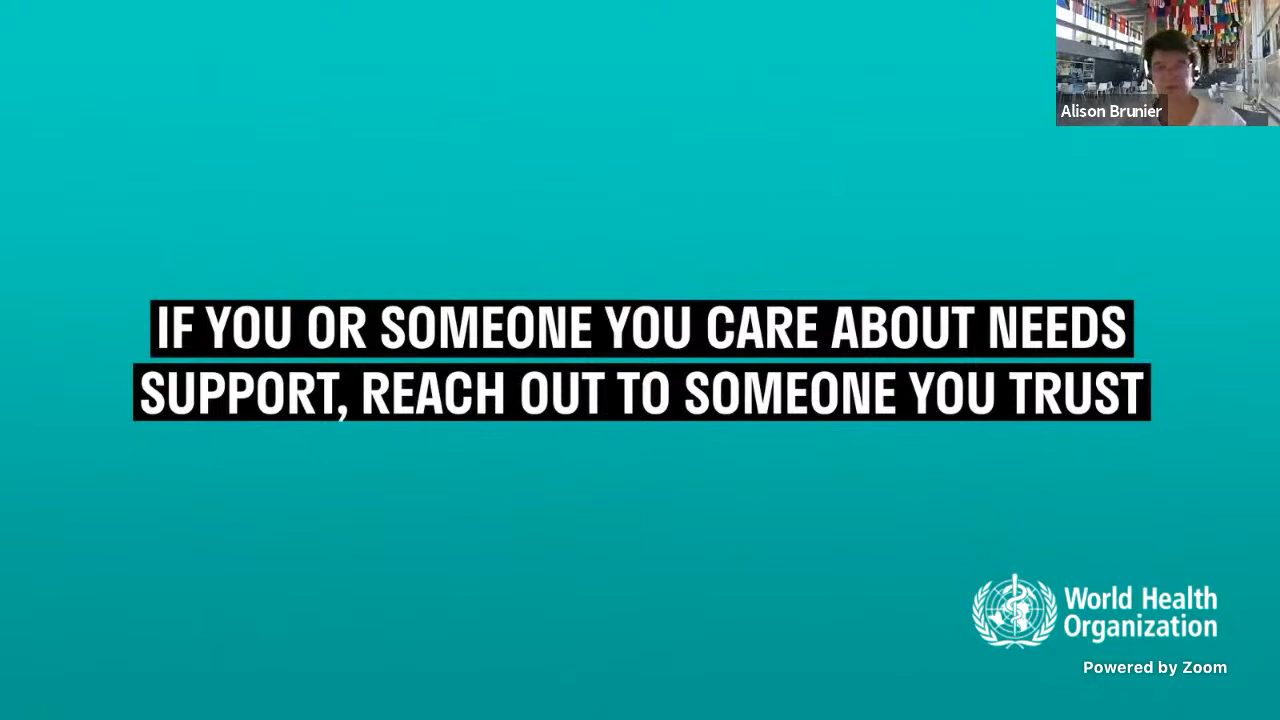 Alison Brunier
IF YOU OR SOMEONE YOU CARE ABOUT NEEDS
SUPPORT, REACH OUT TO SOMEONE YOU TRUST
World Health
Organization
Powered by Zoom